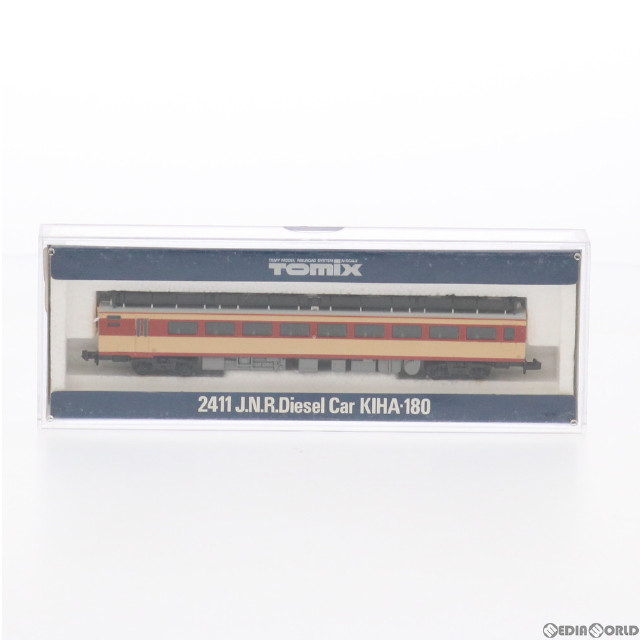 TOMIX
2411 J.N.R.Diesel Car KIHA·180
MEDIAWORLD